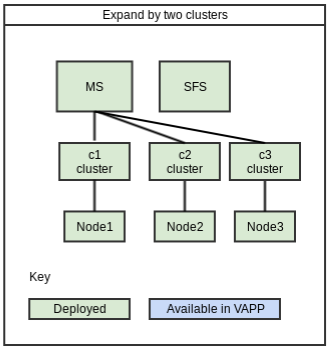 Expand by two clusters
MS
SFS
c1
cluster
c2
cluster
c3
cluster
Node1
Node2
Node3
Key
Deployed
Available in VAPP